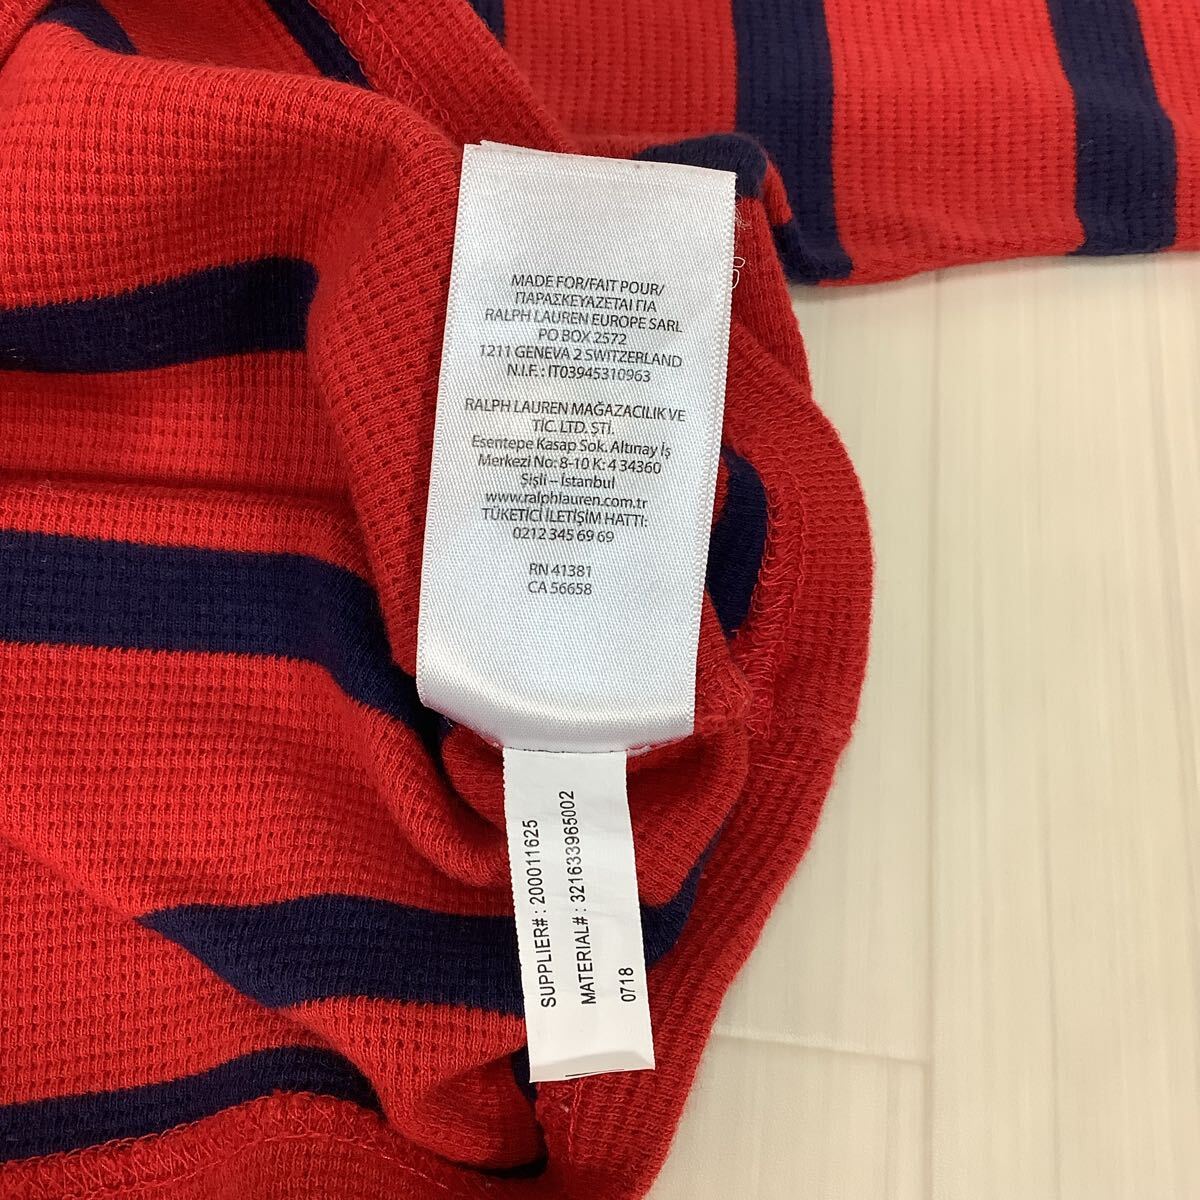 MADE FOR/FAIT POUR/
ΠΑΡΑΣΚΕΥΑΖΕΤΑΙ ΓΙΑ
RALPH LAUREN EUROPE SARL
PO BOX 2572
1211 GENEVA 2 SWITZERLAND
N.I.F.: IT03945310963
RALPH LAUREN MAĞAZACILIK VE
TİC. LTD. ŞTİ.
Esentepe Kasap Sok. Altınay İş
Merkezi No: 8-10 K: 4 34360
Şişli – İstanbul
www.ralphlauren.com.tr
TÜKETİCİ İLETİŞİM HATTI:
0212 345 69 69
RN 41381
CA 56658
SUPPLIER# : 200011625
MATERIAL# : 321633965002
0718